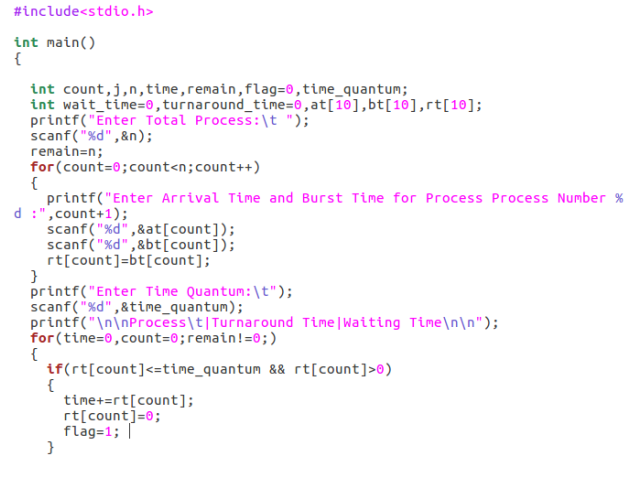 #include<stdio.h>
int main()
{
int count,j,n,time,remain,flag=0,time_quantum;
int wait_time=0,turnaround_time=0,at[10],bt[10],rt[10];
printf("Enter Total Process:\t ");
scanf("%d",&n);
remain=n;
for(count=0;count<n;count++)
{
printf("Enter Arrival Time and Burst Time for Process Process Number %
d :",count+1);
scanf("%d",&at[count]);
scanf("%d",&bt[count]);
rt[count]=bt[count];
}
printf("Enter Time Quantum:\t");
scanf("%d",&time_quantum);
printf("\n\nProcess\t|Turnaround Time|Waiting Time\n\n");
for(time=0,count=0;remain!=0;)
{
if(rt[count]<=time_quantum && rt[count]>0)
{
time+=rt[count];
rt[count]=0;
flag=1;
}